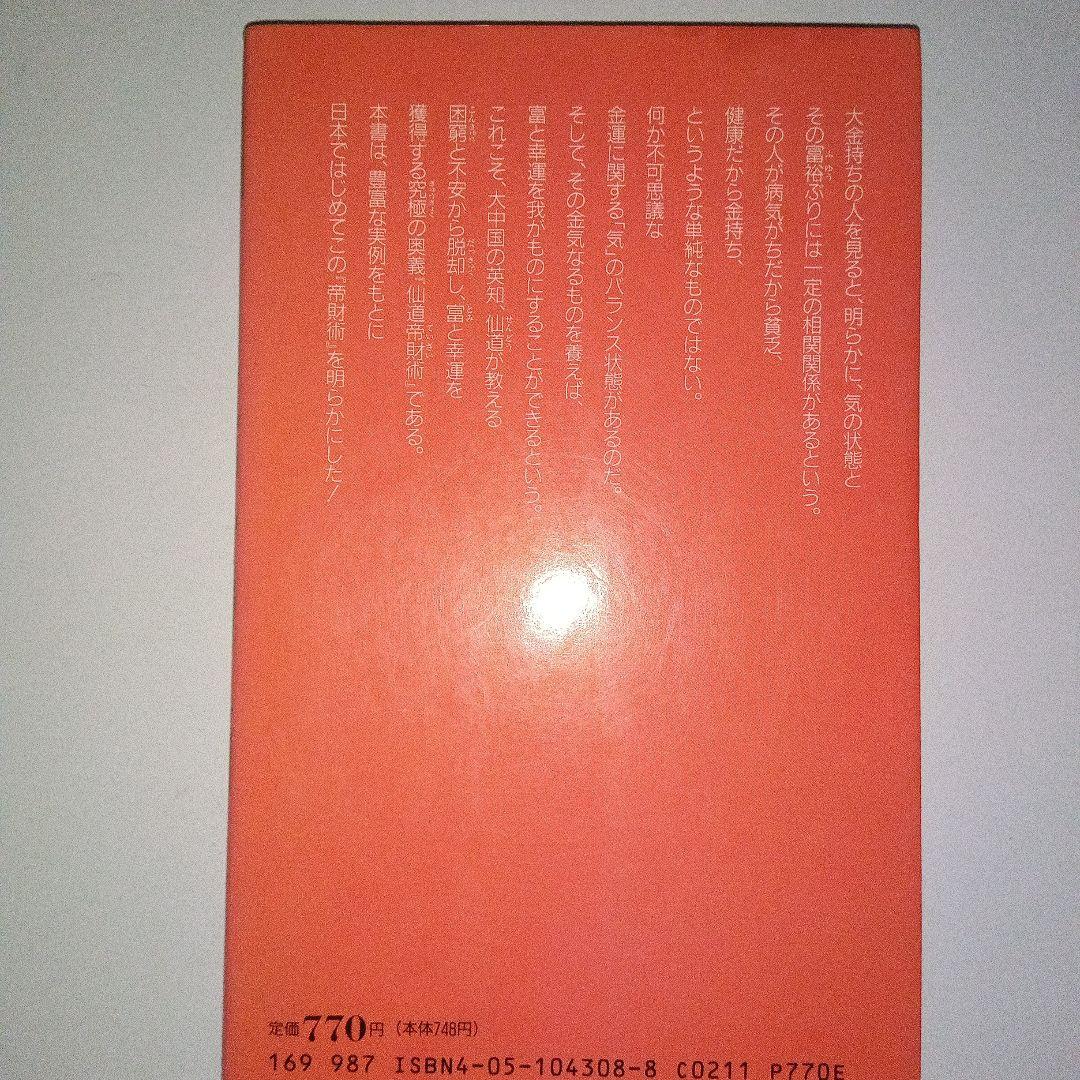 大金持ちの人を見ると、明らかに、気の状態と
その富裕ぶりには一定の相関関係があるという。
その人が病気がちだから貧乏、
健康だから金持ち、
というような単純なものではない。
何か不可思議な
金運に関する「気」のバランス状態があるのだ。
そして、その金気なるものを養えば
富と幸運を我がものにすることができるという。
これこそ、大中国の英知、仙道が教える
困窮と不安から脱却し、富と幸運を
獲得する究極の奥義『仙道帝財術』である。
本書は、豊富な実例をもとに
日本ではじめてこの『帝財術』を明らかにした!
定価770円(本体748円)
169 987 ISBN4-05-104308-8 C0211 P770E